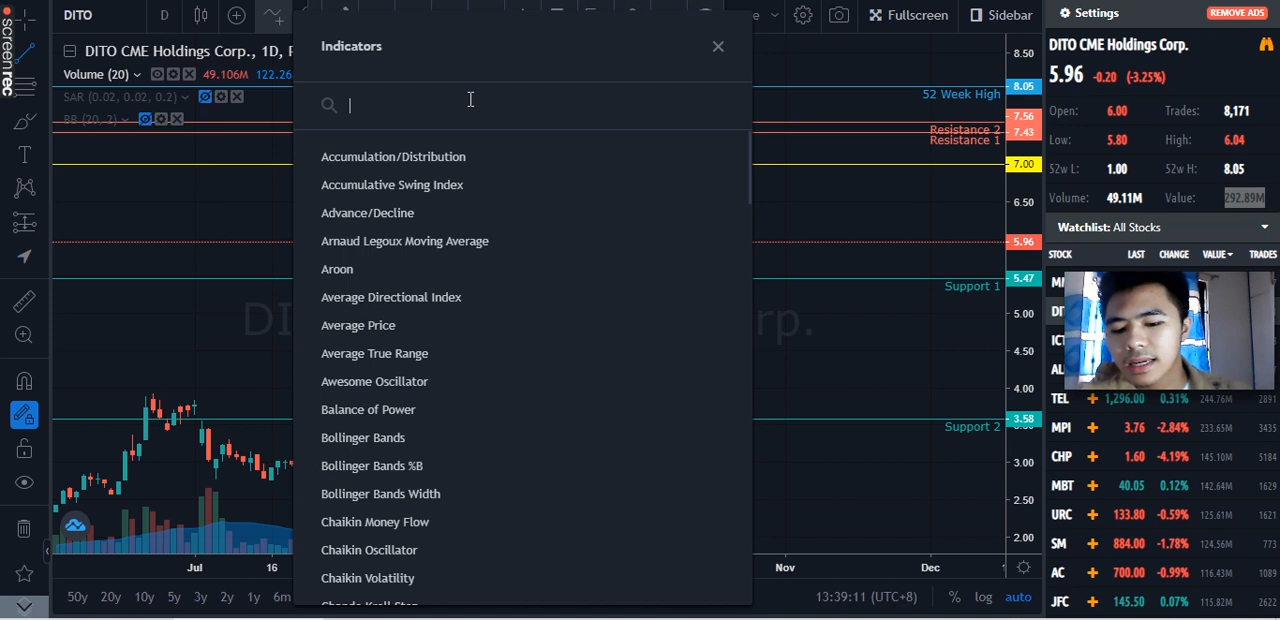 screenrec
DITO
D
Fullscreen
Sidebar
DITO CME Holdings Corp., 1D, P
Volume (20)
49.106M
122.26
SAR (0.02, 0.02, 0.2)
BB (20, 2)
Indicators
Accumulation/Distribution
Accumulative Swing Index
Advance/Decline
Arnaud Legoux Moving Average
Aroon
Average Directional Index
Average Price
Average True Range
Awesome Oscillator
Balance of Power
Bollinger Bands
Bollinger Bands %B
Bollinger Bands Width
Chaikin Money Flow
Chaikin Oscillator
Chaikin Volatility
Chande Kroll Stop
52 Week High
Resistance 2
Resistance 1
Support 1
Support 2
8.50
8.05
7.56
7.43
7.00
6.50
5.96
5.47
5.00
4.50
4.00
3.58
3.00
2.50
2.00
Jul
16
Nov
Dec
50y
20y
10y
5y
3y
2y
1y
6m
13:39:11 (UTC+8)
%
log
auto
Settings
REMOVE ADS
DITO CME Holdings Corp.
5.96 -0.20 (-3.25%)
Open: 6.00 Trades: 8,171
Low: 5.80 High: 6.04
52w L: 1.00 52w H: 8.05
Volume: 49.11M Value: 292.89M
Watchlist: All Stocks
STOCK LAST CHANGE VALUE TRADES
TEL 1,296.00 0.31% 244.76M 2891
MPI 3.76 -2.84% 233.65M 3435
CHP 1.60 -4.19% 145.10M 5184
MBT 40.05 0.12% 142.64M 1629
URC 133.80 -0.59% 125.61M 1621
SM 884.00 -1.78% 124.56M 773
AC 700.00 -0.99% 116.43M 1089
JFC 145.50 0.07% 115.82M 2622